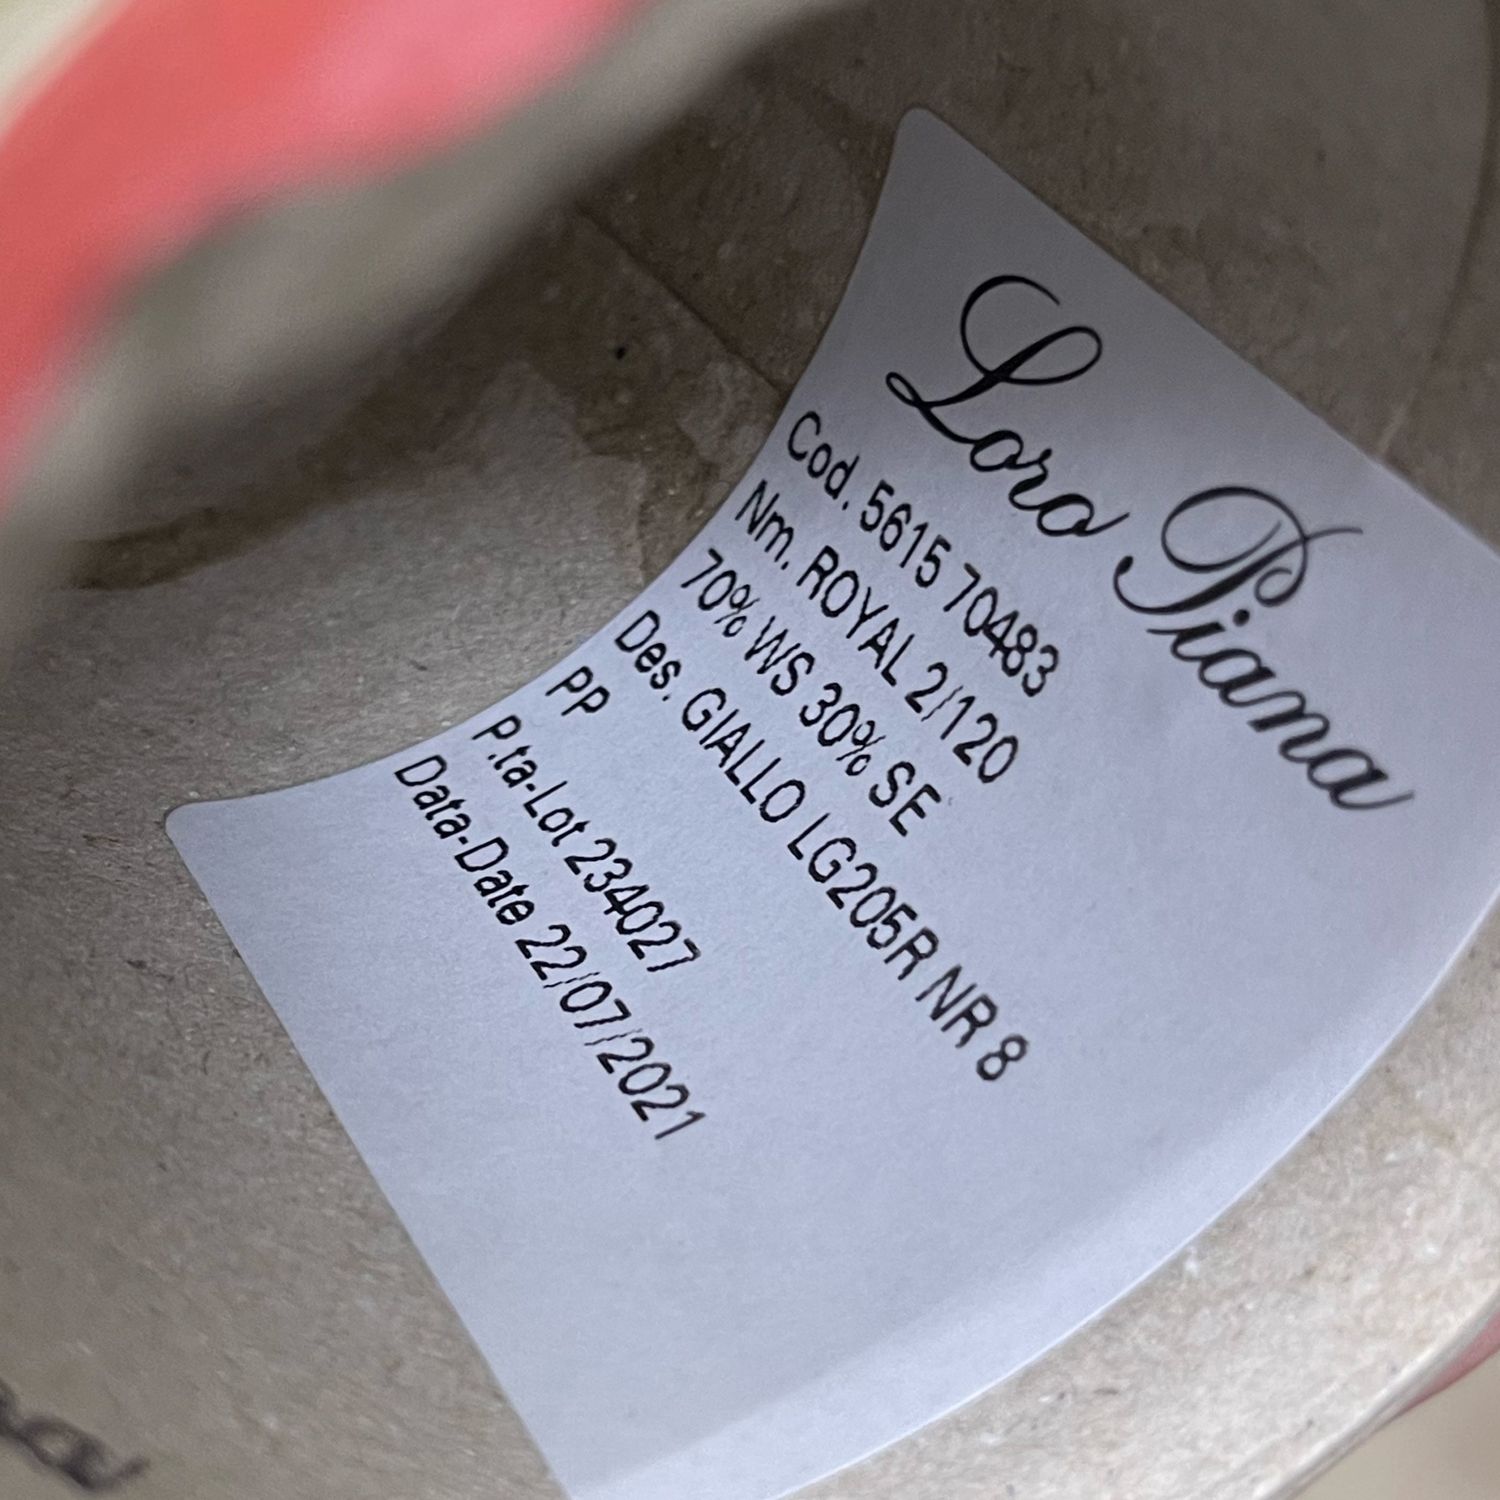 Loro Piana
Cod. 5615 70483
Nm. ROYAL 2/120
70% WS 30% SE
Des. GIALLO LG205R NR 8
PP
P.ta-Lot 234027
Data-Date 22/07/2021